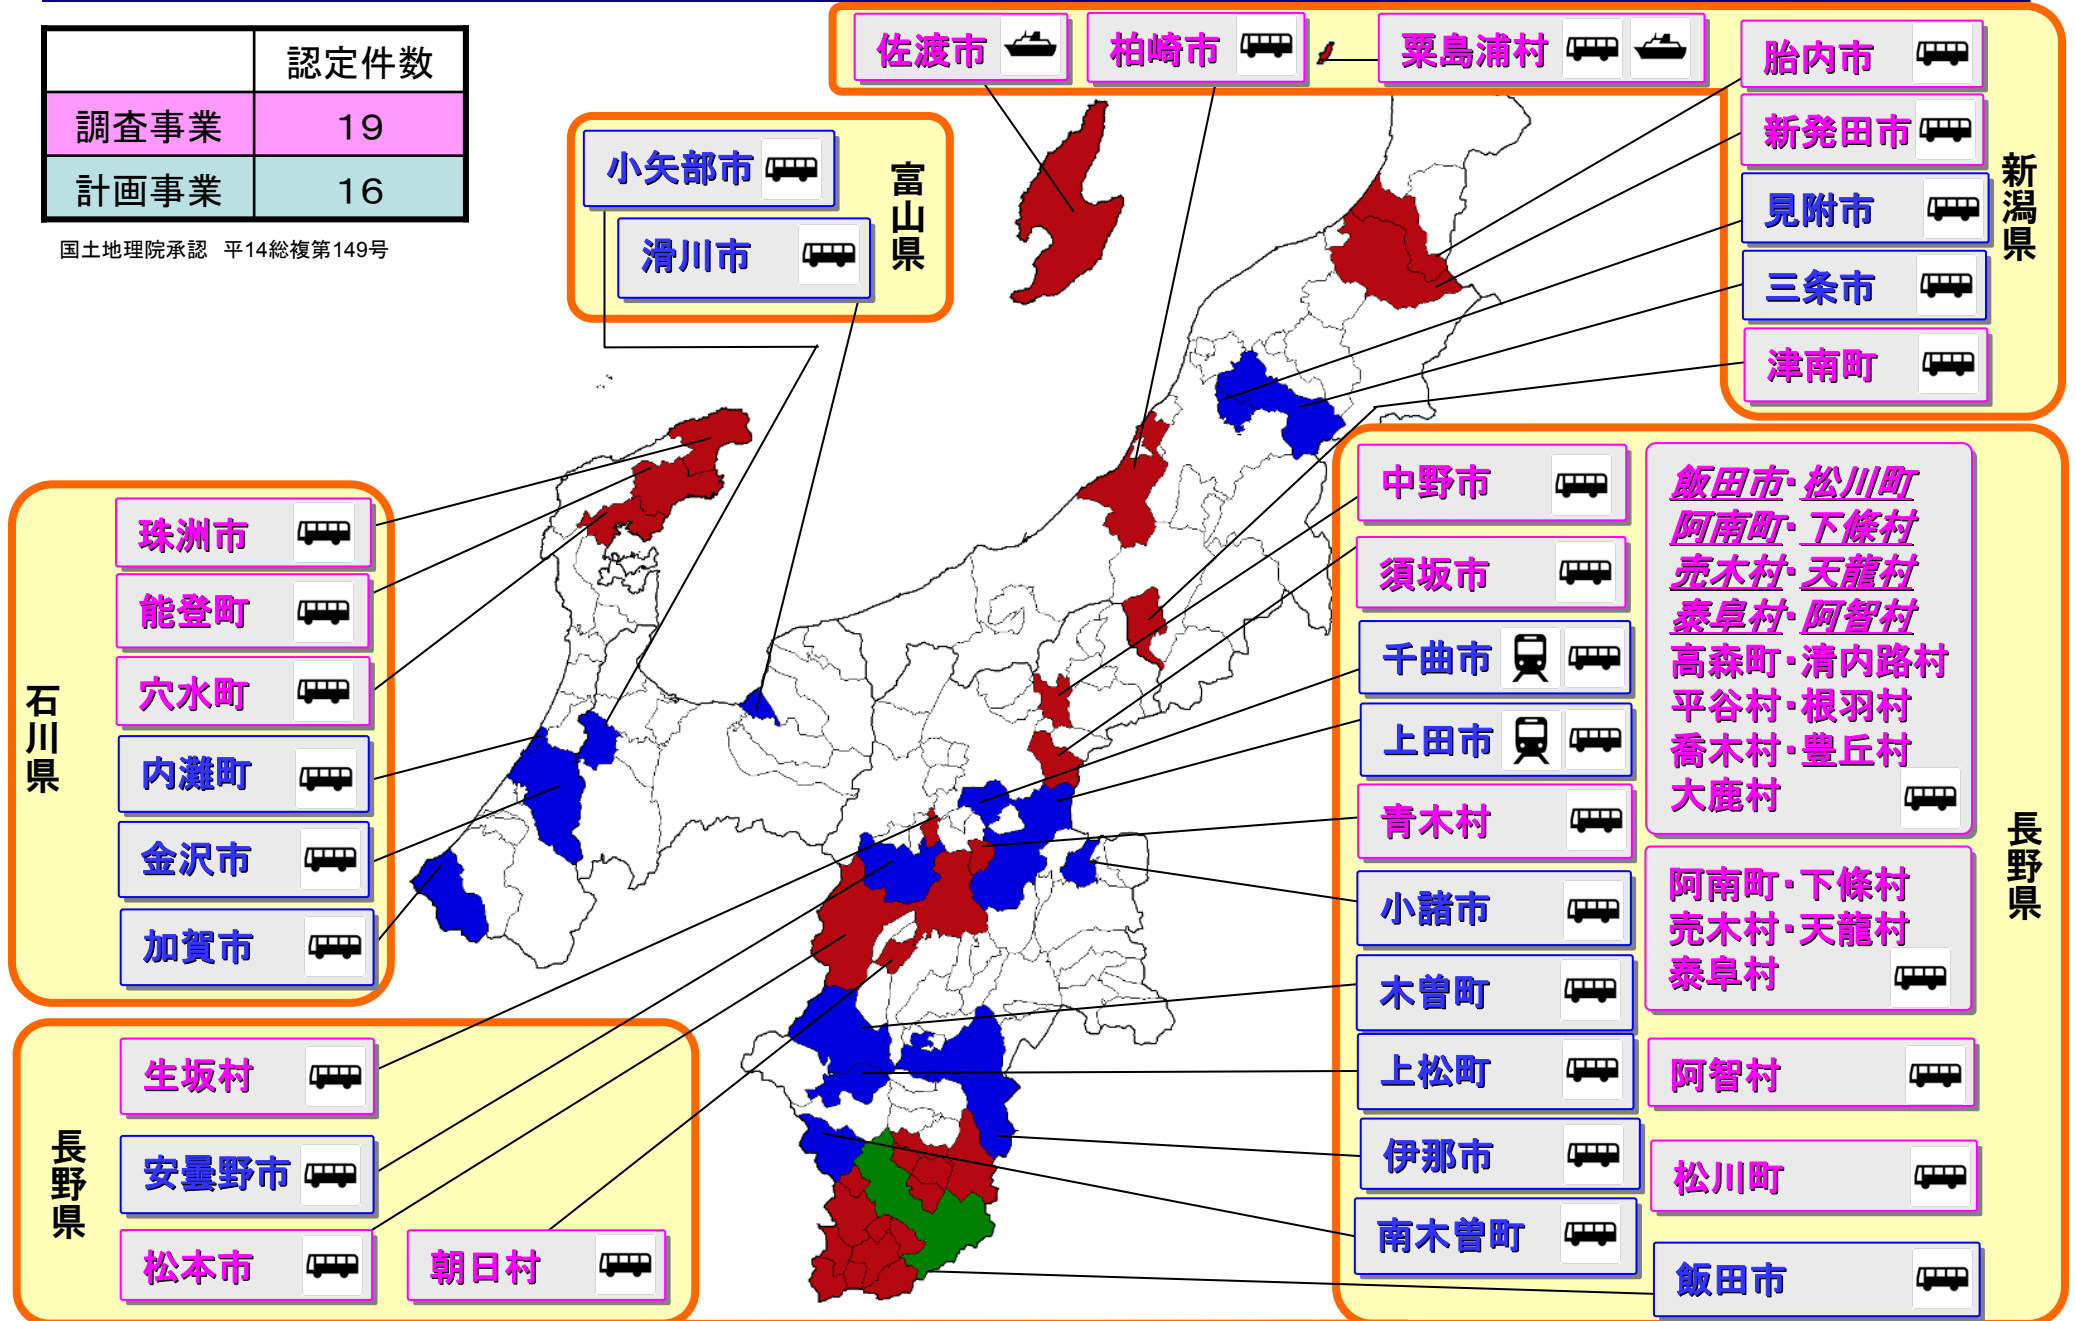 認定件数
調査事業 19
計画事業 16
国土地理院承認 平14総複第149号
佐渡市
柏崎市
粟島浦村
胎内市
新発田市
見附市
三条市
津南町
新潟県
小矢部市
滑川市
富山県
石川県
珠洲市
能登町
穴水町
内灘町
金沢市
加賀市
長野県
生坂村
安曇野市
松本市
朝日村
中野市
須坂市
千曲市
上田市
青木村
小諸市
木曽町
上松町
伊那市
南木曽町
飯田市・松川町
阿南町・下條村
売木村・天龍村
泰阜村・阿智村
高森町・清内路村
平谷村・根羽村
喬木村・豊丘村
大鹿村
阿南町・下條村
売木村・天龍村
泰阜村
阿智村
松川町
飯田市
長野県